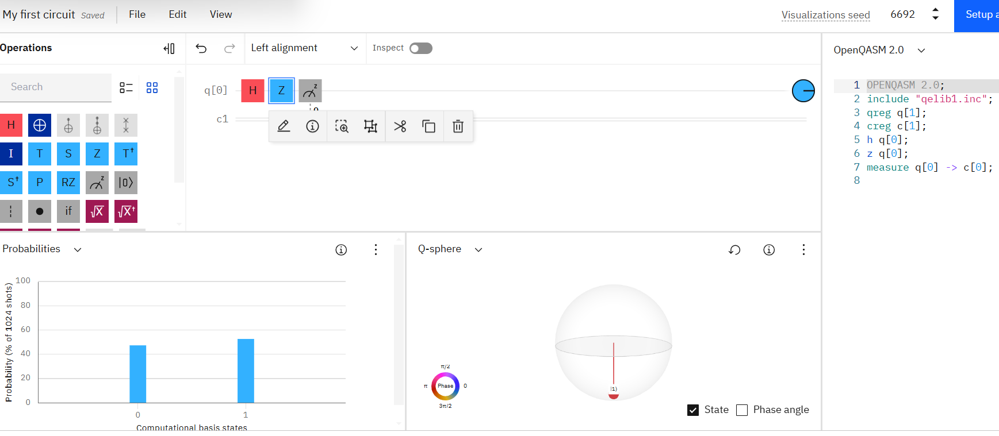 My first circuit Saved File Edit View Visualizations seed 6692 Setup a
Operations Left alignment Inspect OpenQASM 2.0
Search
q[0] H Z z
0
c1
H
I T S Z T†
S† P RZ z |0⟩
if √X √X†
1 OPENQASM 2.0;
2 include "qelib1.inc";
3 qreg q[1];
4 creg c[1];
5 h q[0];
6 z q[0];
7 measure q[0] -> c[0];
8
Probabilities
Probability (% of 1024 shots)
100
80
60
40
20
0
0 1
Computational basis states
Q-sphere
π/2
π Phase 0
3π/2
|1⟩
State Phase angle